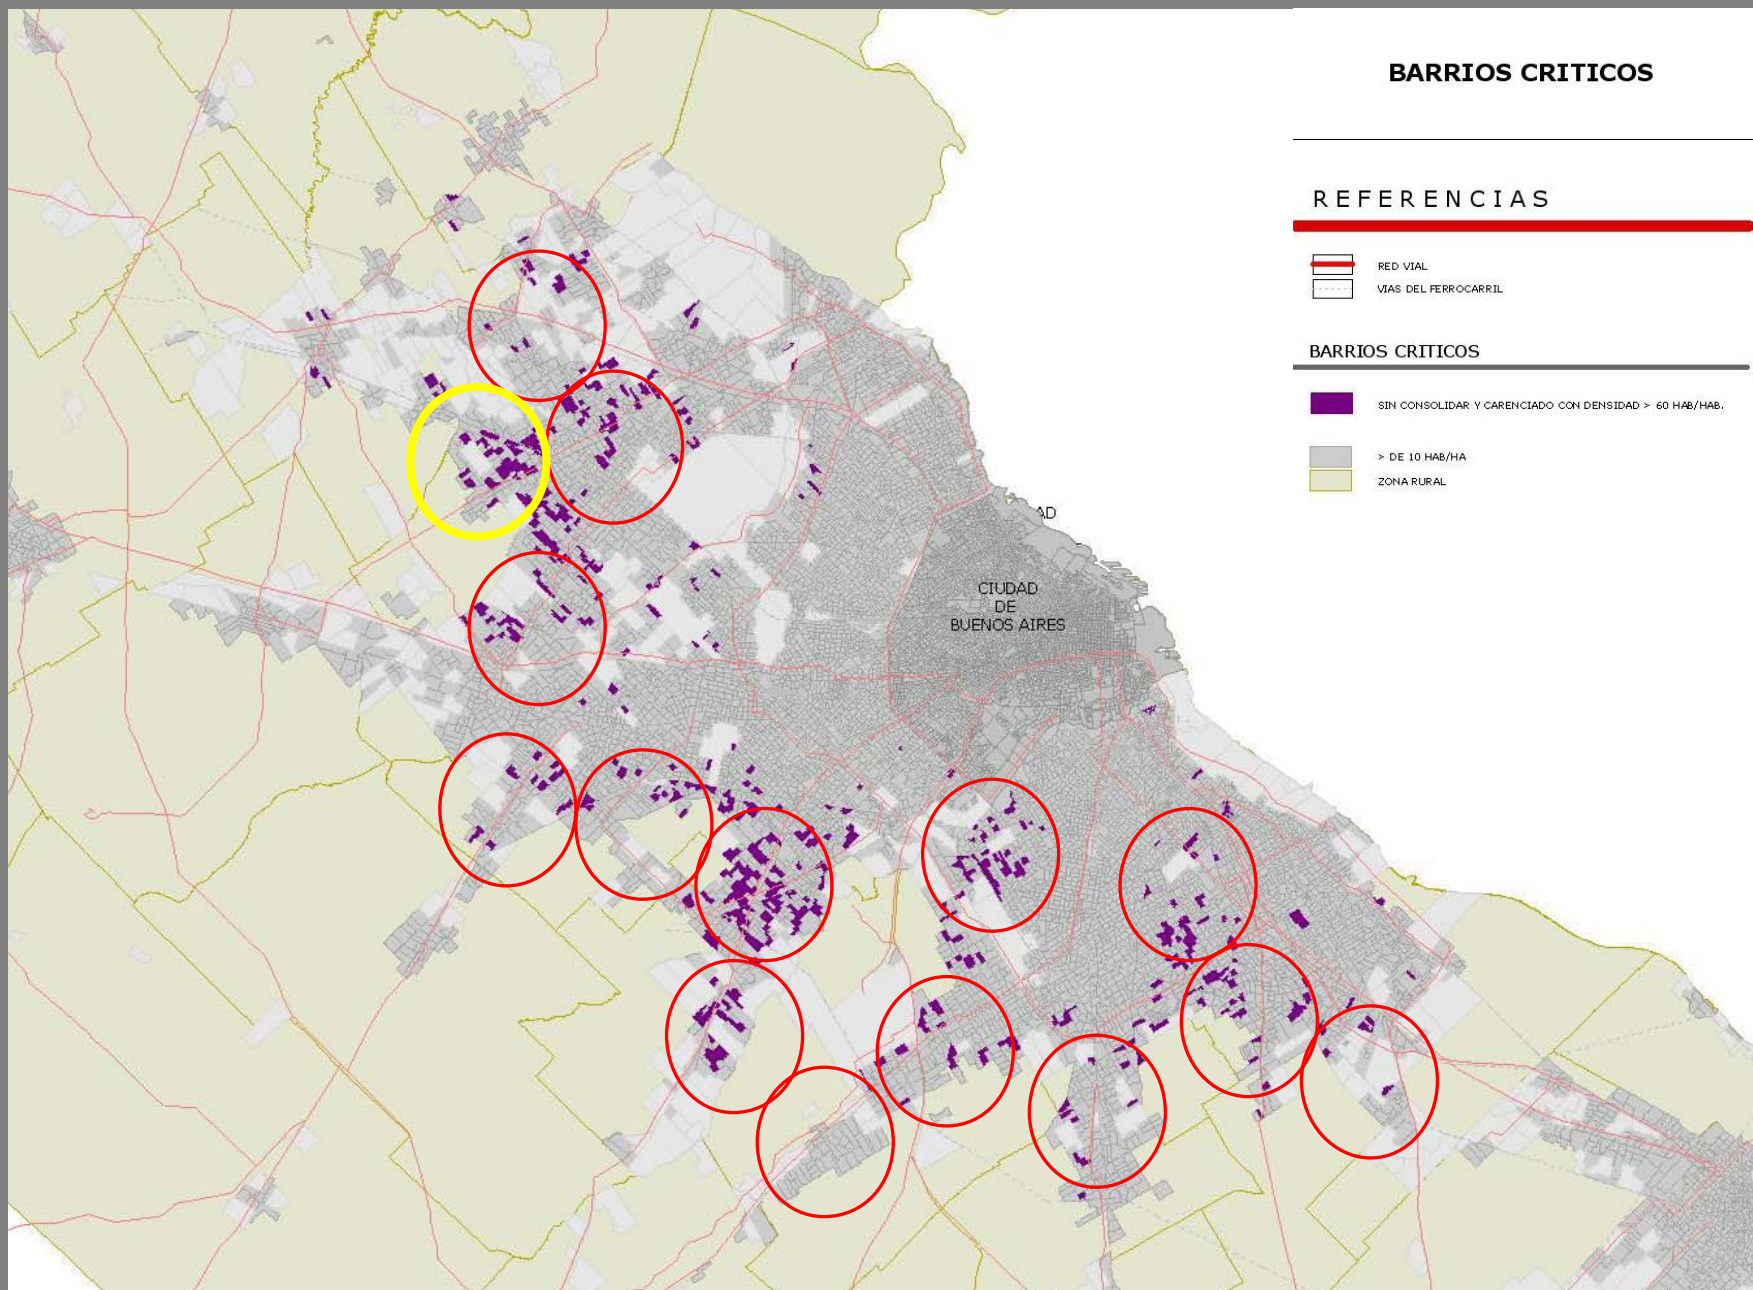 BARRIOS CRITICOS
REFERENCIAS
RED VIAL
VIAS DEL FERROCARRIL
BARRIOS CRITICOS
SIN CONSOLIDAR Y CARENCIADO CON DENSIDAD > 60 HAB/HAB.
> DE 10 HAB/HA
ZONA RURAL
AD
CIUDAD
DE
BUENOS AIRES